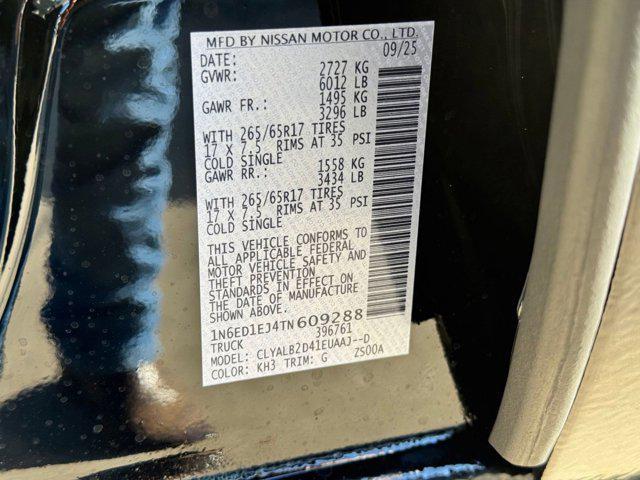 MFD BY NISSAN MOTOR CO., LTD.
DATE: 09/25
GVWR: 2727 KG
6012 LB
GAWR FR.: 1495 KG
3296 LB
WITH 265/65R17 TIRES
17 X 7.5 RIMS AT 35 PSI
COLD SINGLE
GAWR RR.: 1558 KG
3434 LB
WITH 265/65R17 TIRES
17 X 7.5 RIMS AT 35 PSI
COLD SINGLE
THIS VEHICLE CONFORMS TO
ALL APPLICABLE FEDERAL
MOTOR VEHICLE SAFETY AND
THEFT PREVENTION
STANDARDS IN EFFECT ON
THE DATE OF MANUFACTURE
SHOWN ABOVE.
1N6ED1EJ4TN609288
TRUCK 396761
MODEL: CLYALB2D41EUAAJ--D
COLOR: KH3 TRIM: G ZS00A